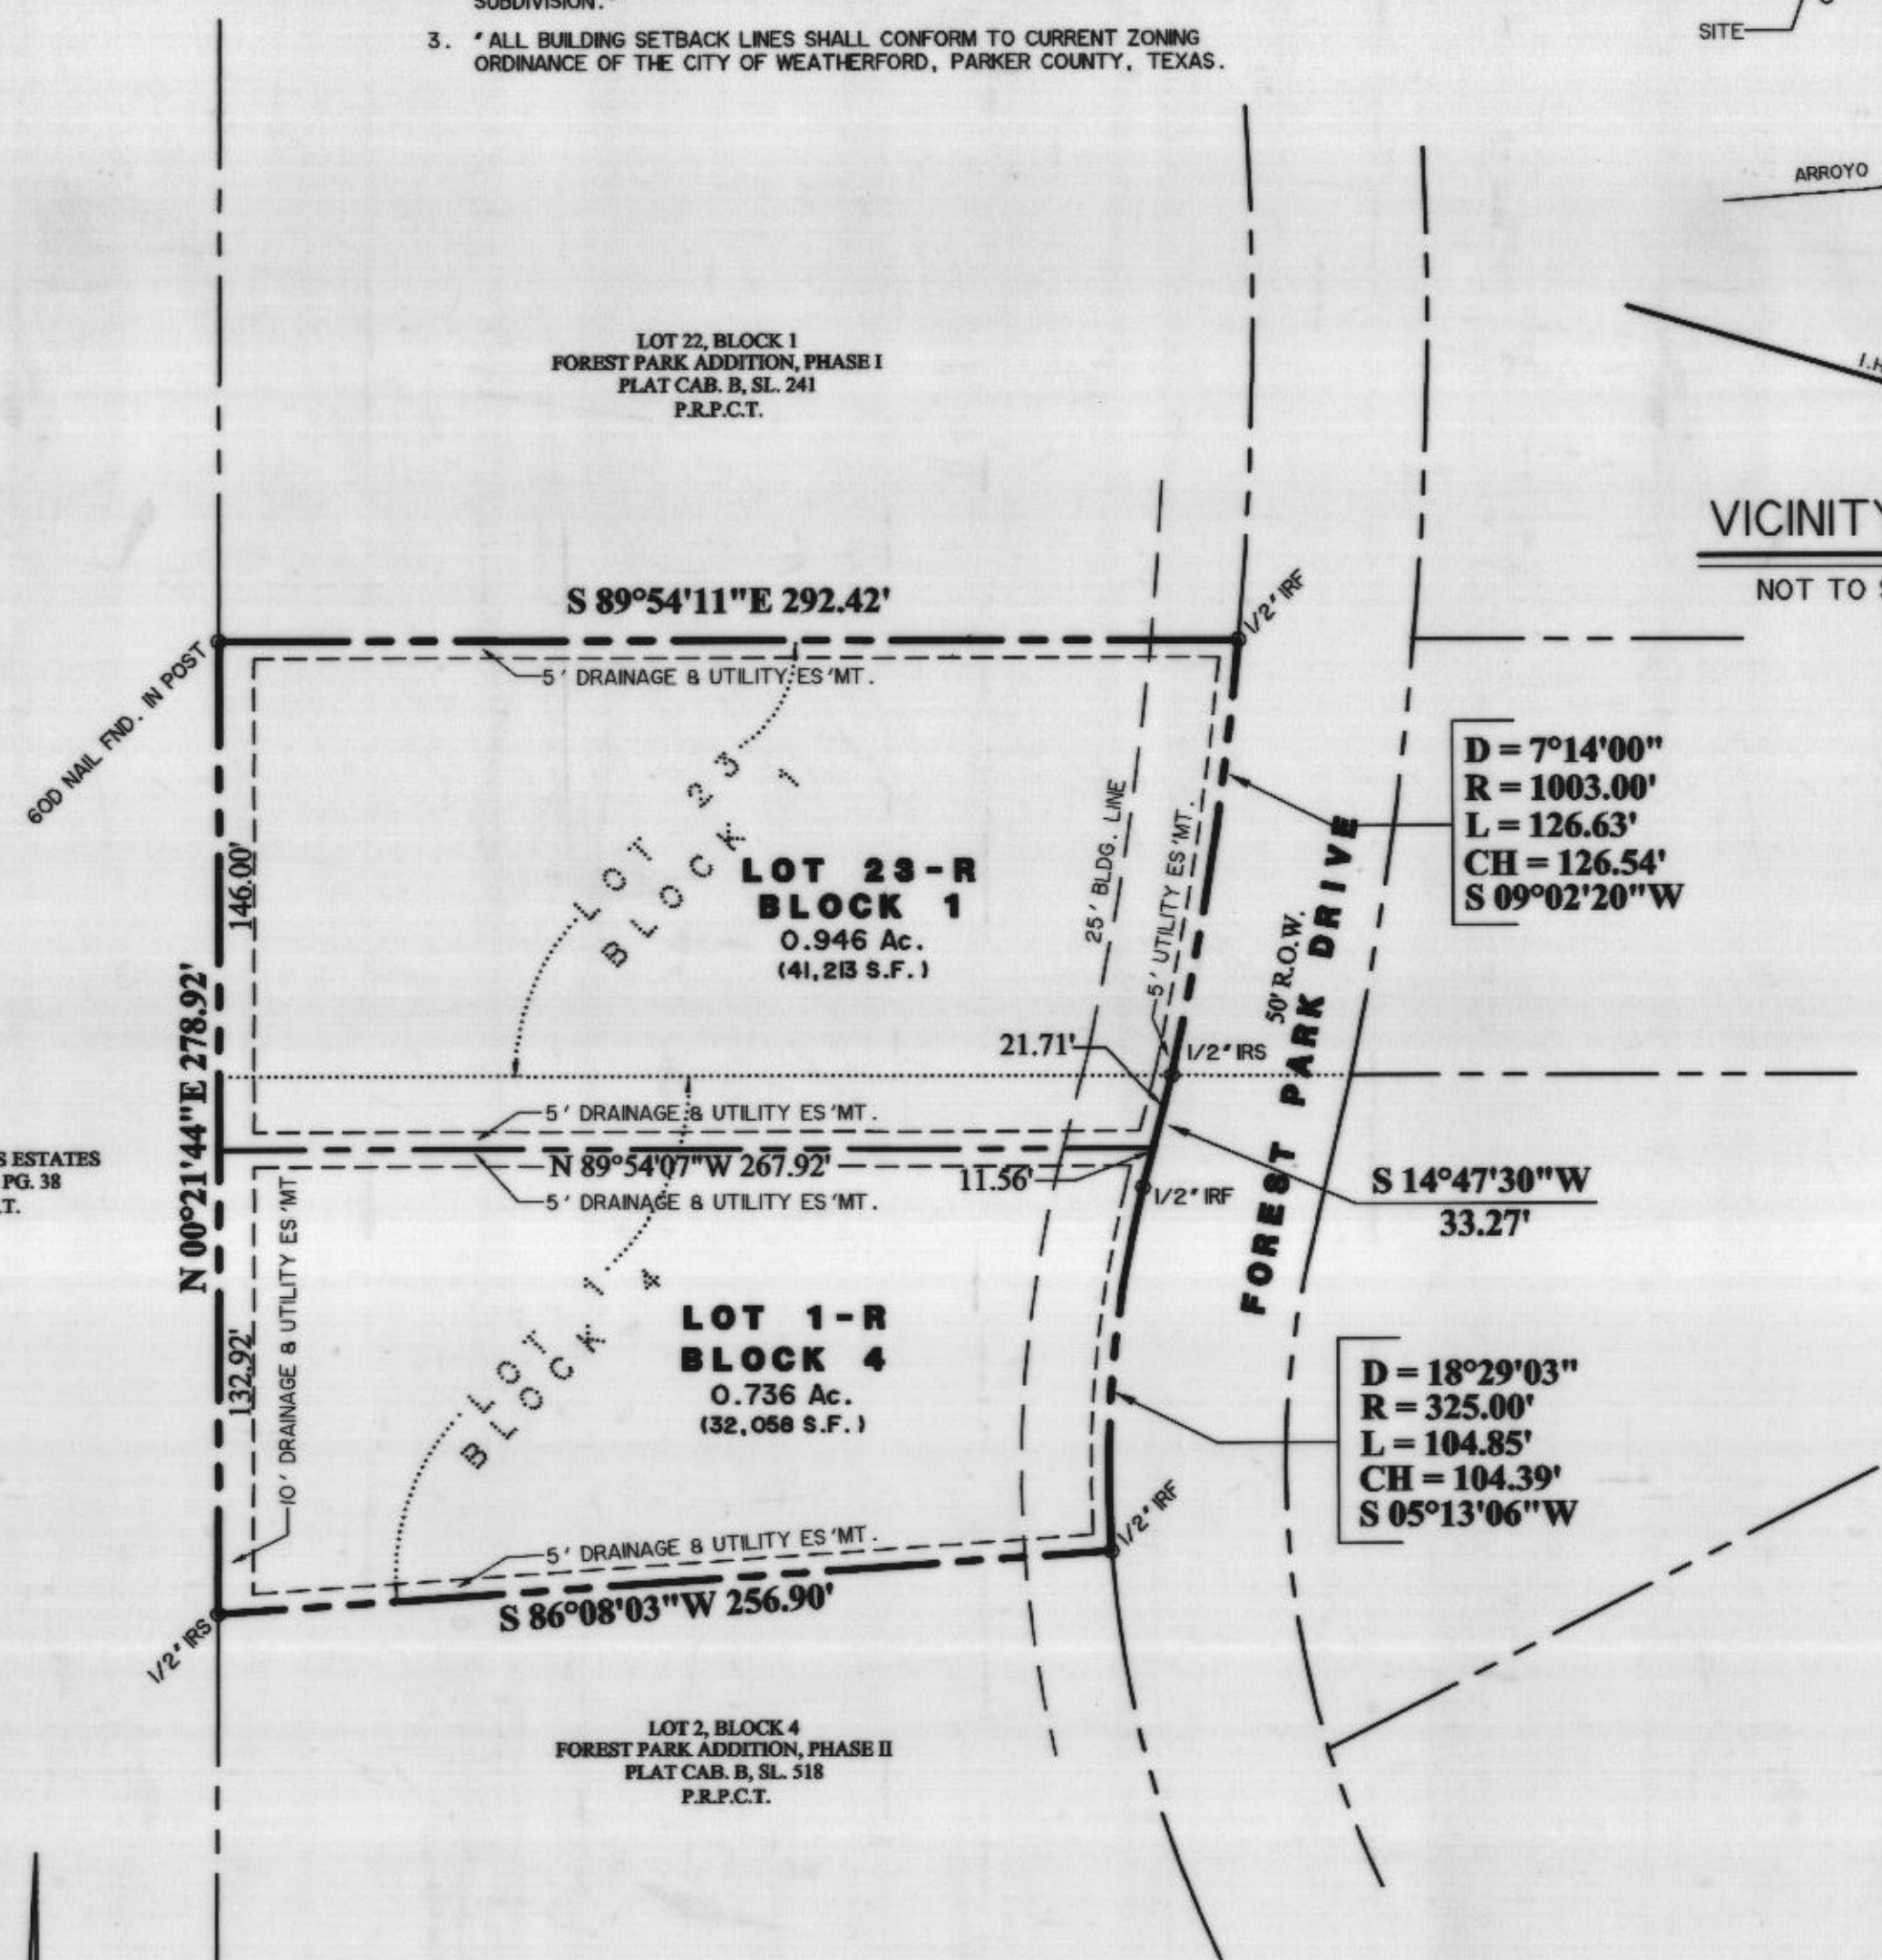 SUBDIVISION."
3. "ALL BUILDING SETBACK LINES SHALL CONFORM TO CURRENT ZONING
ORDINANCE OF THE CITY OF WEATHERFORD, PARKER COUNTY, TEXAS.
SITE
ARROYO
I.H
LOT 22, BLOCK 1
FOREST PARK ADDITION, PHASE I
PLAT CAB. B, SL. 241
P.R.P.C.T.
VICINITY
NOT TO
S 89°54'11"E 292.42'
1/2" IRF
60D NAIL FND. IN POST
5' DRAINAGE & UTILITY ES'MT.
LOT 23
BLOCK 1
D = 7°14'00"
R = 1003.00'
L = 126.63'
CH = 126.54'
S 09°02'20"W
146.00'
LOT 23-R
BLOCK 1
0.946 Ac.
(41,213 S.F.)
25' BLDG. LINE
5' UTILITY ES'MT.
50' R.O.W.
FOREST PARK DRIVE
N 00°21'44"E 278.92'
21.71'
1/2" IRS
5' DRAINAGE & UTILITY ES'MT.
N 89°54'07"W 267.92'
11.56'
5' DRAINAGE & UTILITY ES'MT.
1/2" IRF
S 14°47'30"W
33.27'
S ESTATES
PG. 38
.T.
132.92'
10' DRAINAGE & UTILITY ES'MT.
LOT 1
BLOCK 4
LOT 1-R
BLOCK 4
0.736 Ac.
(32,058 S.F.)
D = 18°29'03"
R = 325.00'
L = 104.85'
CH = 104.39'
S 05°13'06"W
5' DRAINAGE & UTILITY ES'MT.
1/2" IRF
S 86°08'03"W 256.90'
1/2" IRS
LOT 2, BLOCK 4
FOREST PARK ADDITION, PHASE II
PLAT CAB. B, SL. 518
P.R.P.C.T.